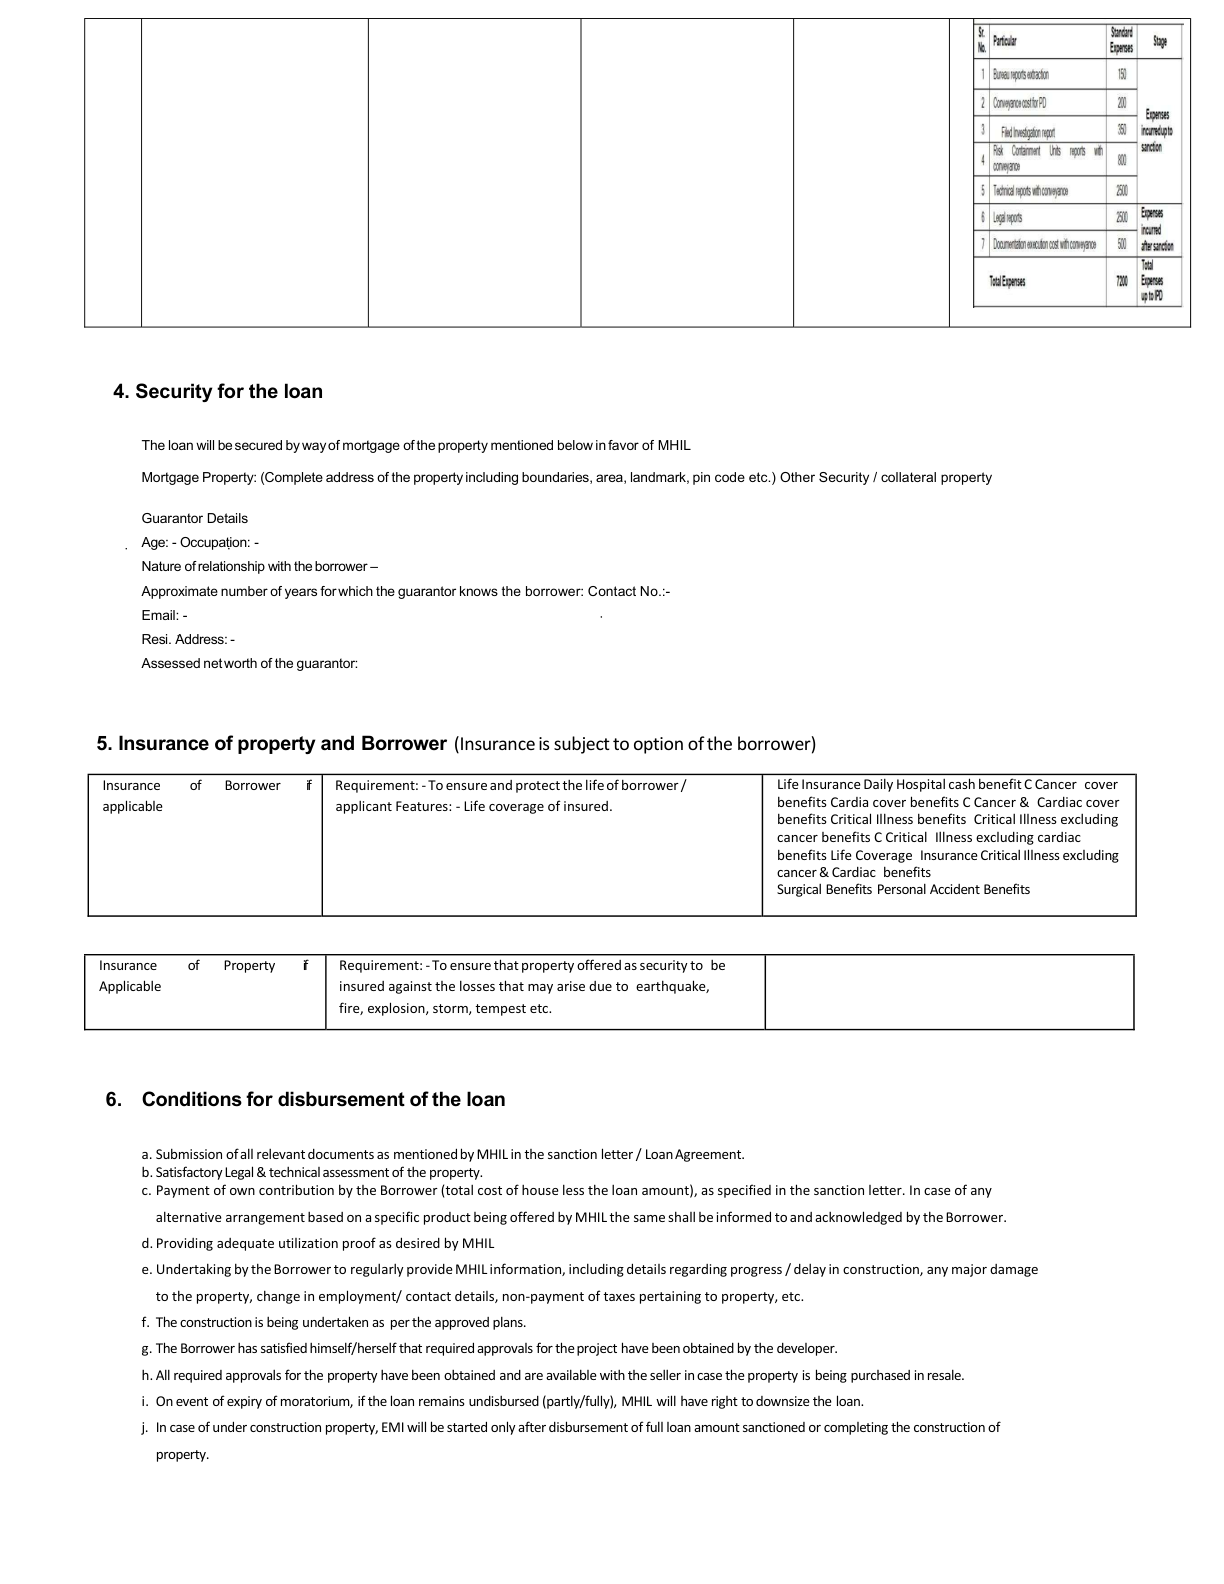 Sr. No. Particular Standard Expenses Stage
1 Bureau reports extraction 150
2 Conveyance cost for PD 200
3 Filed Investigation report 350
4 Risk Containment Units reports with conveyance 800
5 Technical reports with conveyance 2500
Expenses incurred up to sanction
6 Legal reports 2500
7 Documentation execution cost with conveyance 500
Expenses incurred after sanction
Total Expenses 7200 Total Expenses up to IPD
4. Security for the loan
The loan will be secured by way of mortgage of the property mentioned below in favor of MHIL
Mortgage Property: (Complete address of the property including boundaries, area, landmark, pin code etc.) Other Security / collateral property
Guarantor Details
Age: - Occupation: -
Nature of relationship with the borrower –
Approximate number of years for which the guarantor knows the borrower: Contact No.:-
Email: -
Resi. Address: -
Assessed net worth of the guarantor:
5. Insurance of property and Borrower (Insurance is subject to option of the borrower)
Insurance of Borrower if
applicable
Requirement: - To ensure and protect the life of borrower /
applicant Features: - Life coverage of insured.
Life Insurance Daily Hospital cash benefit C Cancer cover
benefits Cardia cover benefits C Cancer & Cardiac cover
benefits Critical Illness benefits Critical Illness excluding
cancer benefits C Critical Illness excluding cardiac
benefits Life Coverage Insurance Critical Illness excluding
cancer & Cardiac benefits
Surgical Benefits Personal Accident Benefits
Insurance of Property if
Applicable
Requirement: - To ensure that property offered as security to be
insured against the losses that may arise due to earthquake,
fire, explosion, storm, tempest etc.
6. Conditions for disbursement of the loan
a. Submission of all relevant documents as mentioned by MHIL in the sanction letter / Loan Agreement.
b. Satisfactory Legal & technical assessment of the property.
c. Payment of own contribution by the Borrower (total cost of house less the loan amount), as specified in the sanction letter. In case of any
alternative arrangement based on a specific product being offered by MHIL the same shall be informed to and acknowledged by the Borrower.
d. Providing adequate utilization proof as desired by MHIL
e. Undertaking by the Borrower to regularly provide MHIL information, including details regarding progress / delay in construction, any major damage
to the property, change in employment/ contact details, non-payment of taxes pertaining to property, etc.
f. The construction is being undertaken as per the approved plans.
g. The Borrower has satisfied himself/herself that required approvals for the project have been obtained by the developer.
h. All required approvals for the property have been obtained and are available with the seller in case the property is being purchased in resale.
i. On event of expiry of moratorium, if the loan remains undisbursed (partly/fully), MHIL will have right to downsize the loan.
j. In case of under construction property, EMI will be started only after disbursement of full loan amount sanctioned or completing the construction of
property.